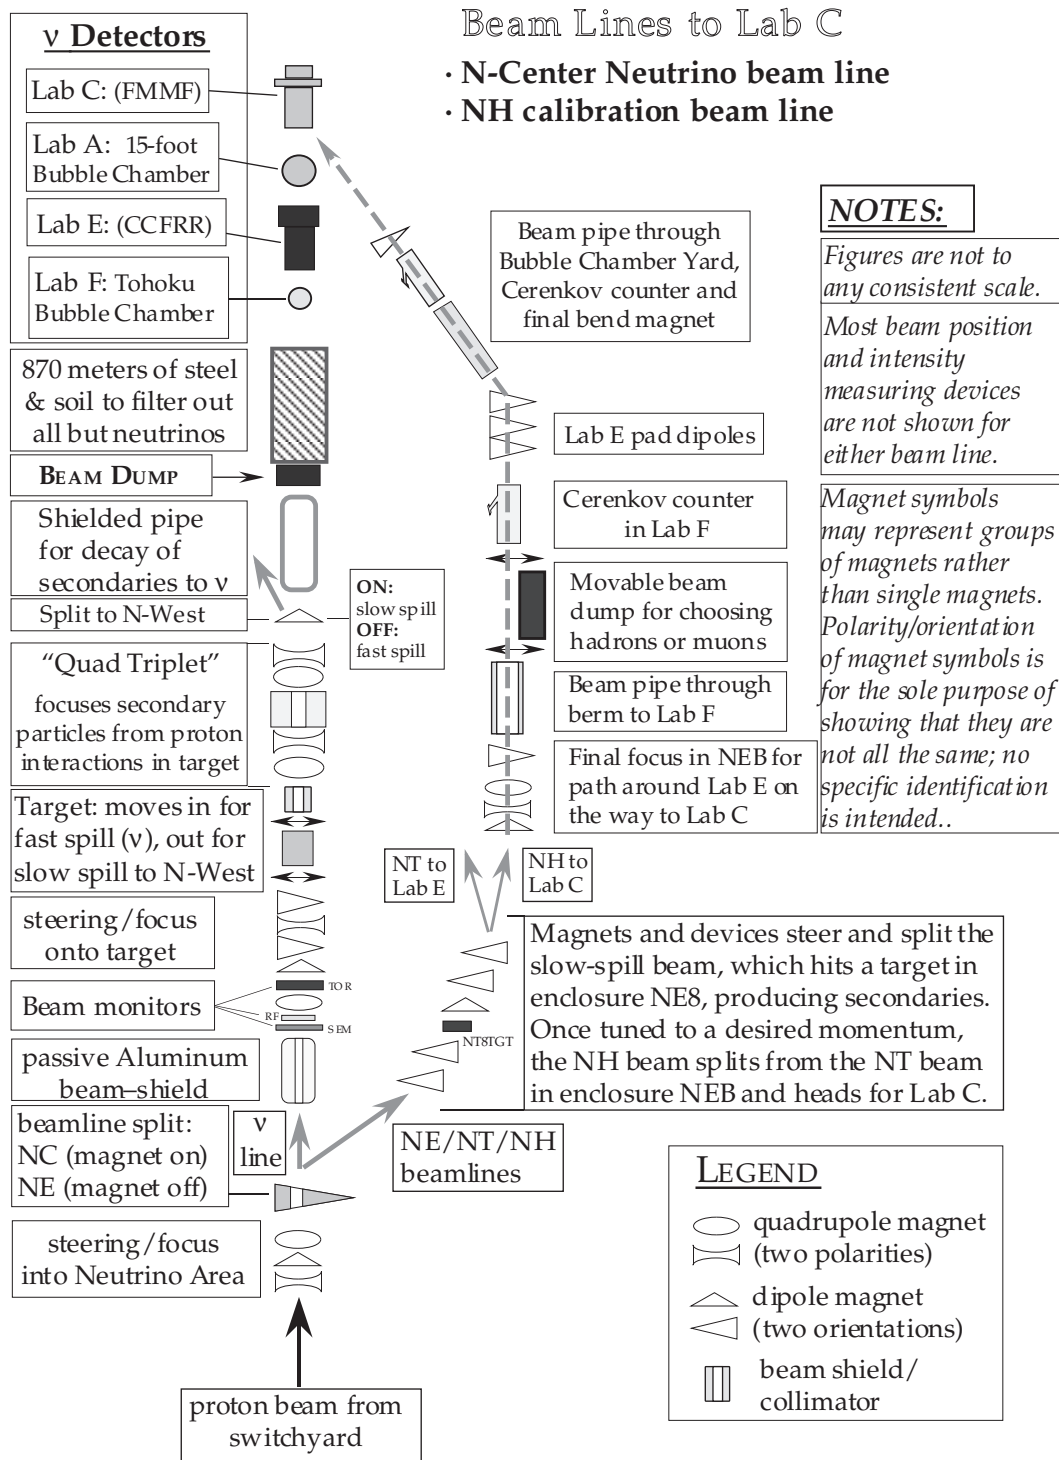 Beam Lines to Lab C
· N-Center Neutrino beam line
· NH calibration beam line
ν Detectors
Lab C: (FMMF)
Lab A: 15-foot
Bubble Chamber
Lab E: (CCFRR)
Lab F: Tohoku
Bubble Chamber
870 meters of steel
& soil to filter out
all but neutrinos
BEAM DUMP
Shielded pipe
for decay of
secondaries to ν
Split to N-West
ON:
slow spill
OFF:
fast spill
“Quad Triplet”
focuses secondary
particles from proton
interactions in target
Target: moves in for
fast spill (ν), out for
slow spill to N-West
steering/focus
onto target
Beam monitors
TOR
RF
SEM
passive Aluminum
beam–shield
beamline split:
NC (magnet on)
NE (magnet off)
ν
line
steering/focus
into Neutrino Area
proton beam from
switchyard
Beam pipe through
Bubble Chamber Yard,
Cerenkov counter and
final bend magnet
Lab E pad dipoles
Cerenkov counter
in Lab F
Movable beam
dump for choosing
hadrons or muons
Beam pipe through
berm to Lab F
Final focus in NEB for
path around Lab E on
the way to Lab C
NT to
Lab E
NH to
Lab C
Magnets and devices steer and split the
slow-spill beam, which hits a target in
enclosure NE8, producing secondaries.
Once tuned to a desired momentum,
the NH beam splits from the NT beam
in enclosure NEB and heads for Lab C.
NT8TGT
NE/NT/NH
beamlines
NOTES:
Figures are not to
any consistent scale.
Most beam position
and intensity
measuring devices
are not shown for
either beam line.
Magnet symbols
may represent groups
of magnets rather
than single magnets.
Polarity/orientation
of magnet symbols is
for the sole purpose of
showing that they are
not all the same; no
specific identification
is intended..
LEGEND
quadrupole magnet
(two polarities)
dipole magnet
(two orientations)
beam shield/
collimator